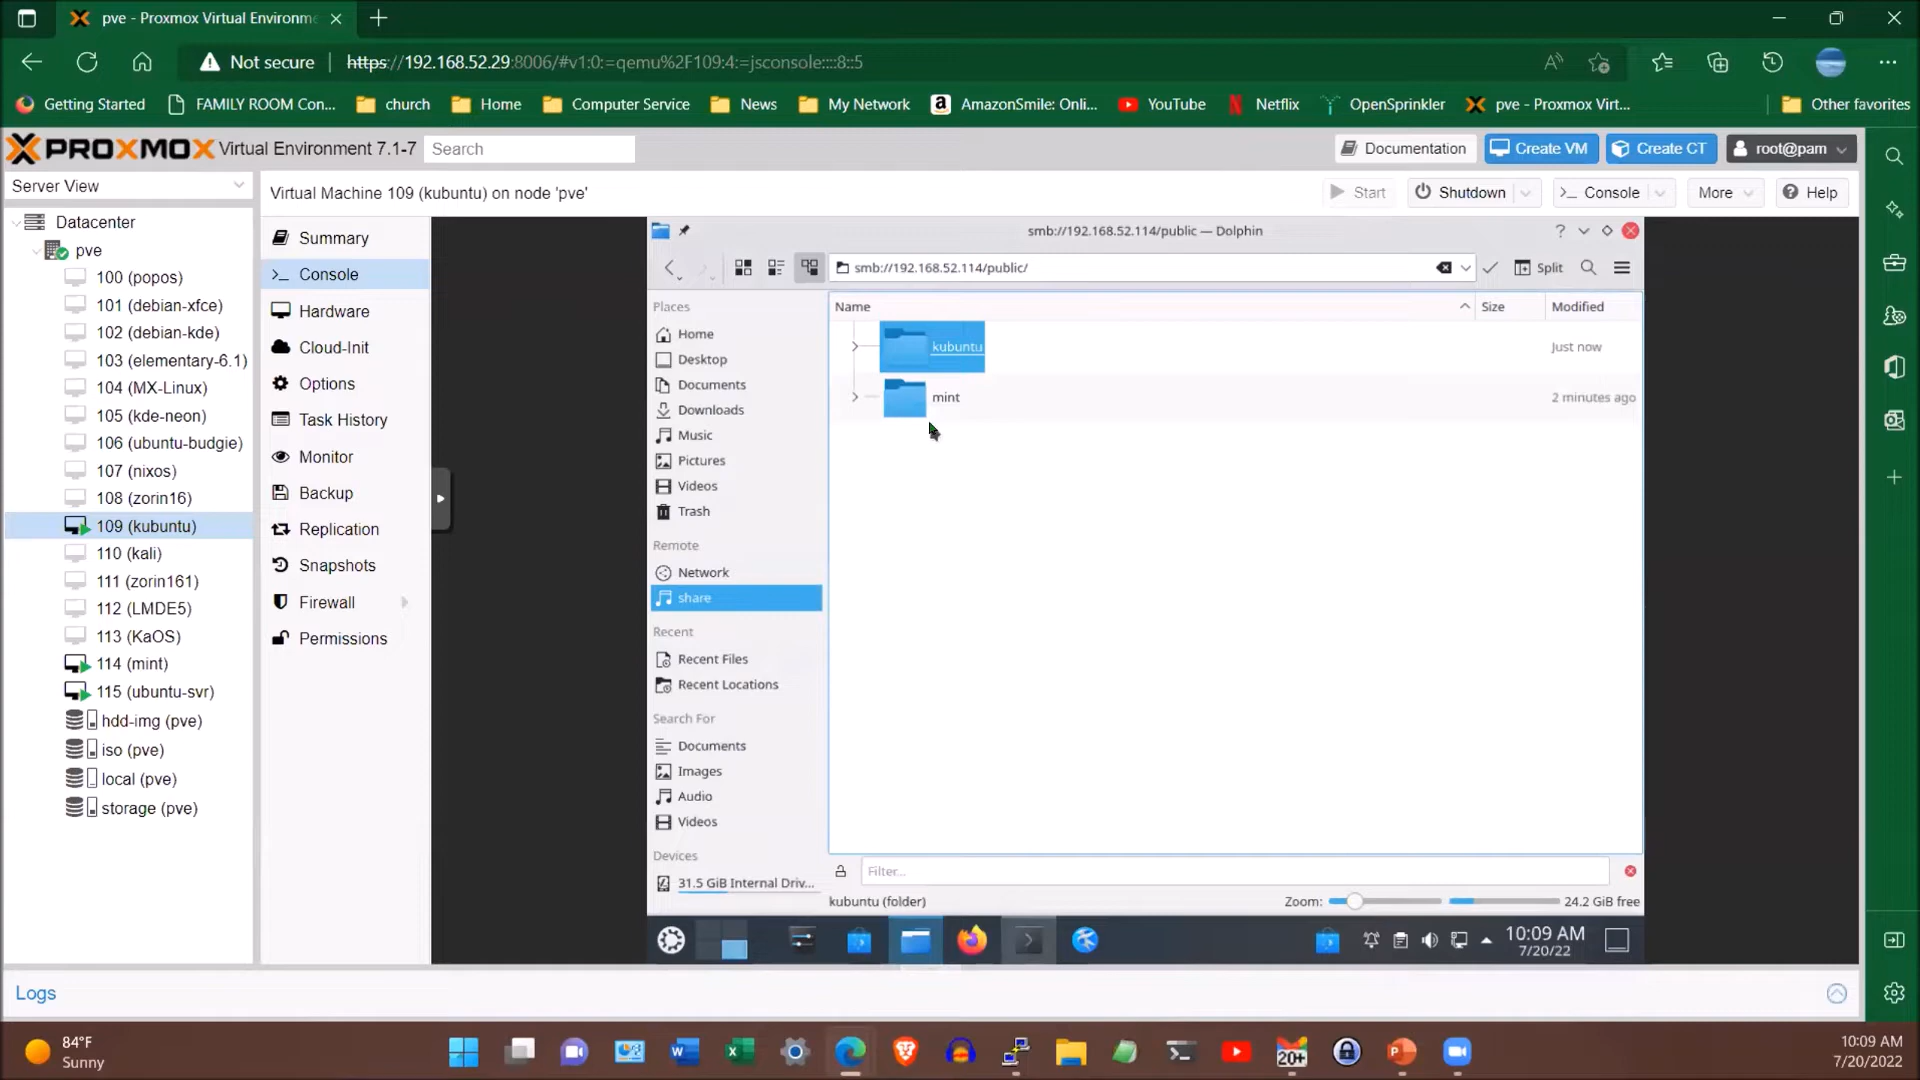 pve - Proxmox Virtual Environme
Not secure
https://192.168.52.29:8006/#v1:0:=qemu%2F109:4:=jsconsole::::8::5
Getting Started
FAMILY ROOM Con...
church
Home
Computer Service
News
My Network
AmazonSmile: Onli...
YouTube
Netflix
OpenSprinkler
pve - Proxmox Virt...
Other favorites
PROXMOX
Virtual Environment 7.1-7
Search
Documentation
Create VM
Create CT
root@pam
Server View
Virtual Machine 109 (kubuntu) on node 'pve'
Start
Shutdown
Console
More
Help
Datacenter
pve
100 (popos)
101 (debian-xfce)
102 (debian-kde)
103 (elementary-6.1)
104 (MX-Linux)
105 (kde-neon)
106 (ubuntu-budgie)
107 (nixos)
108 (zorin16)
109 (kubuntu)
110 (kali)
111 (zorin161)
112 (LMDE5)
113 (KaOS)
114 (mint)
115 (ubuntu-svr)
hdd-img (pve)
iso (pve)
local (pve)
storage (pve)
Summary
Console
Hardware
Cloud-Init
Options
Task History
Monitor
Backup
Replication
Snapshots
Firewall
Permissions
smb://192.168.52.114/public — Dolphin
smb://192.168.52.114/public/
Split
Places
Home
Desktop
Documents
Downloads
Music
Pictures
Videos
Trash
Remote
Network
share
Recent
Recent Files
Recent Locations
Search For
Documents
Images
Audio
Videos
Devices
31.5 GiB Internal Driv...
Name
Size
Modified
kubuntu
Just now
mint
2 minutes ago
Filter...
kubuntu (folder)
Zoom:
24.2 GiB free
10:09 AM
7/20/22
Logs
84°F
Sunny
20+
10:09 AM
7/20/2022